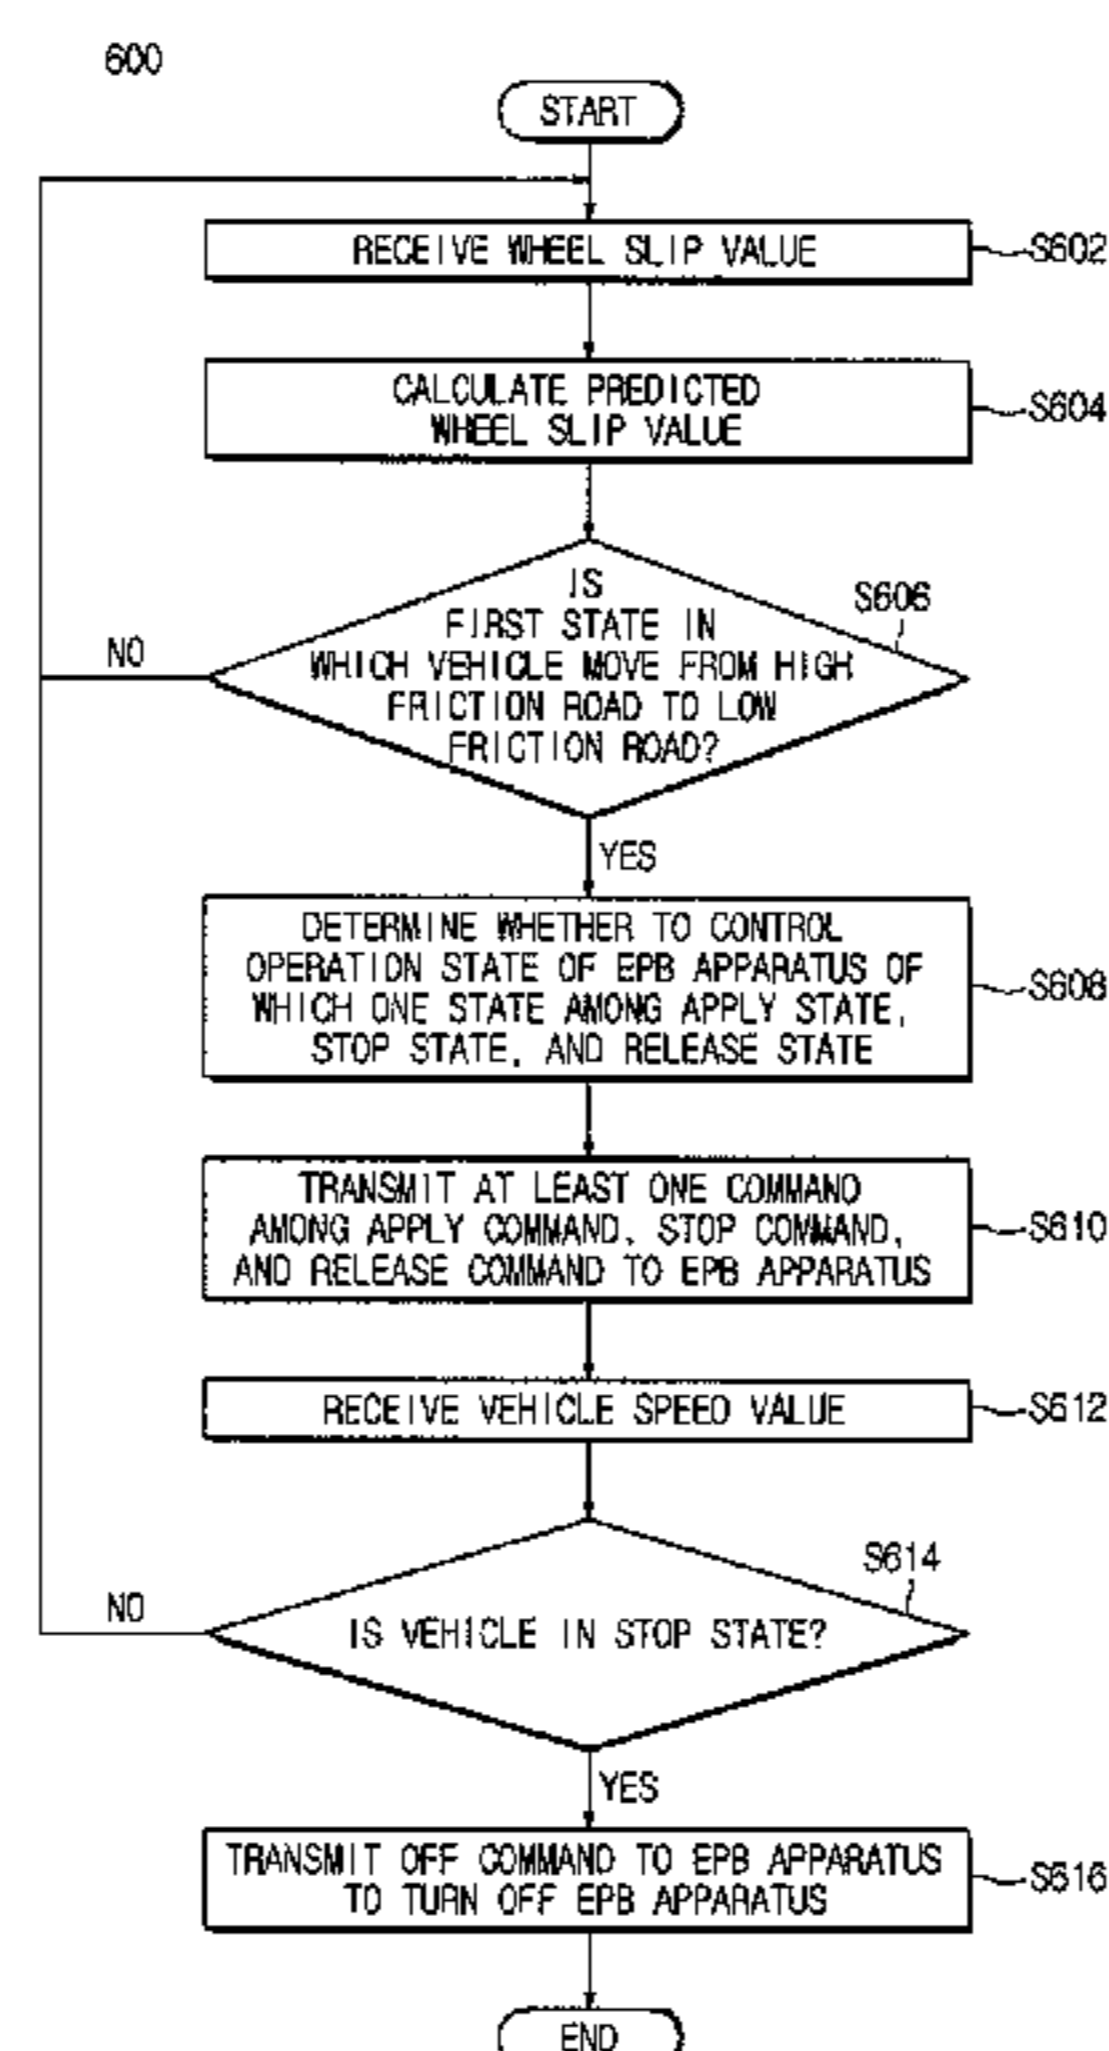 600
START
RECEIVE WHEEL SLIP VALUE
S602
CALCULATE PREDICTED
WHEEL SLIP VALUE
S604
IS
FIRST STATE IN
WHICH VEHICLE MOVE FROM HIGH
FRICTION ROAD TO LOW
FRICTION ROAD?
S606
NO
YES
DETERMINE WHETHER TO CONTROL
OPERATION STATE OF EPB APPARATUS OF
WHICH ONE STATE AMONG APPLY STATE,
STOP STATE, AND RELEASE STATE
S608
TRANSMIT AT LEAST ONE COMMAND
AMONG APPLY COMMAND, STOP COMMAND,
AND RELEASE COMMAND TO EPB APPARATUS
S610
RECEIVE VEHICLE SPEED VALUE
S612
S614
NO
IS VEHICLE IN STOP STATE?
YES
TRANSMIT OFF COMMAND TO EPB APPARATUS
TO TURN OFF EPB APPARATUS
S616
END